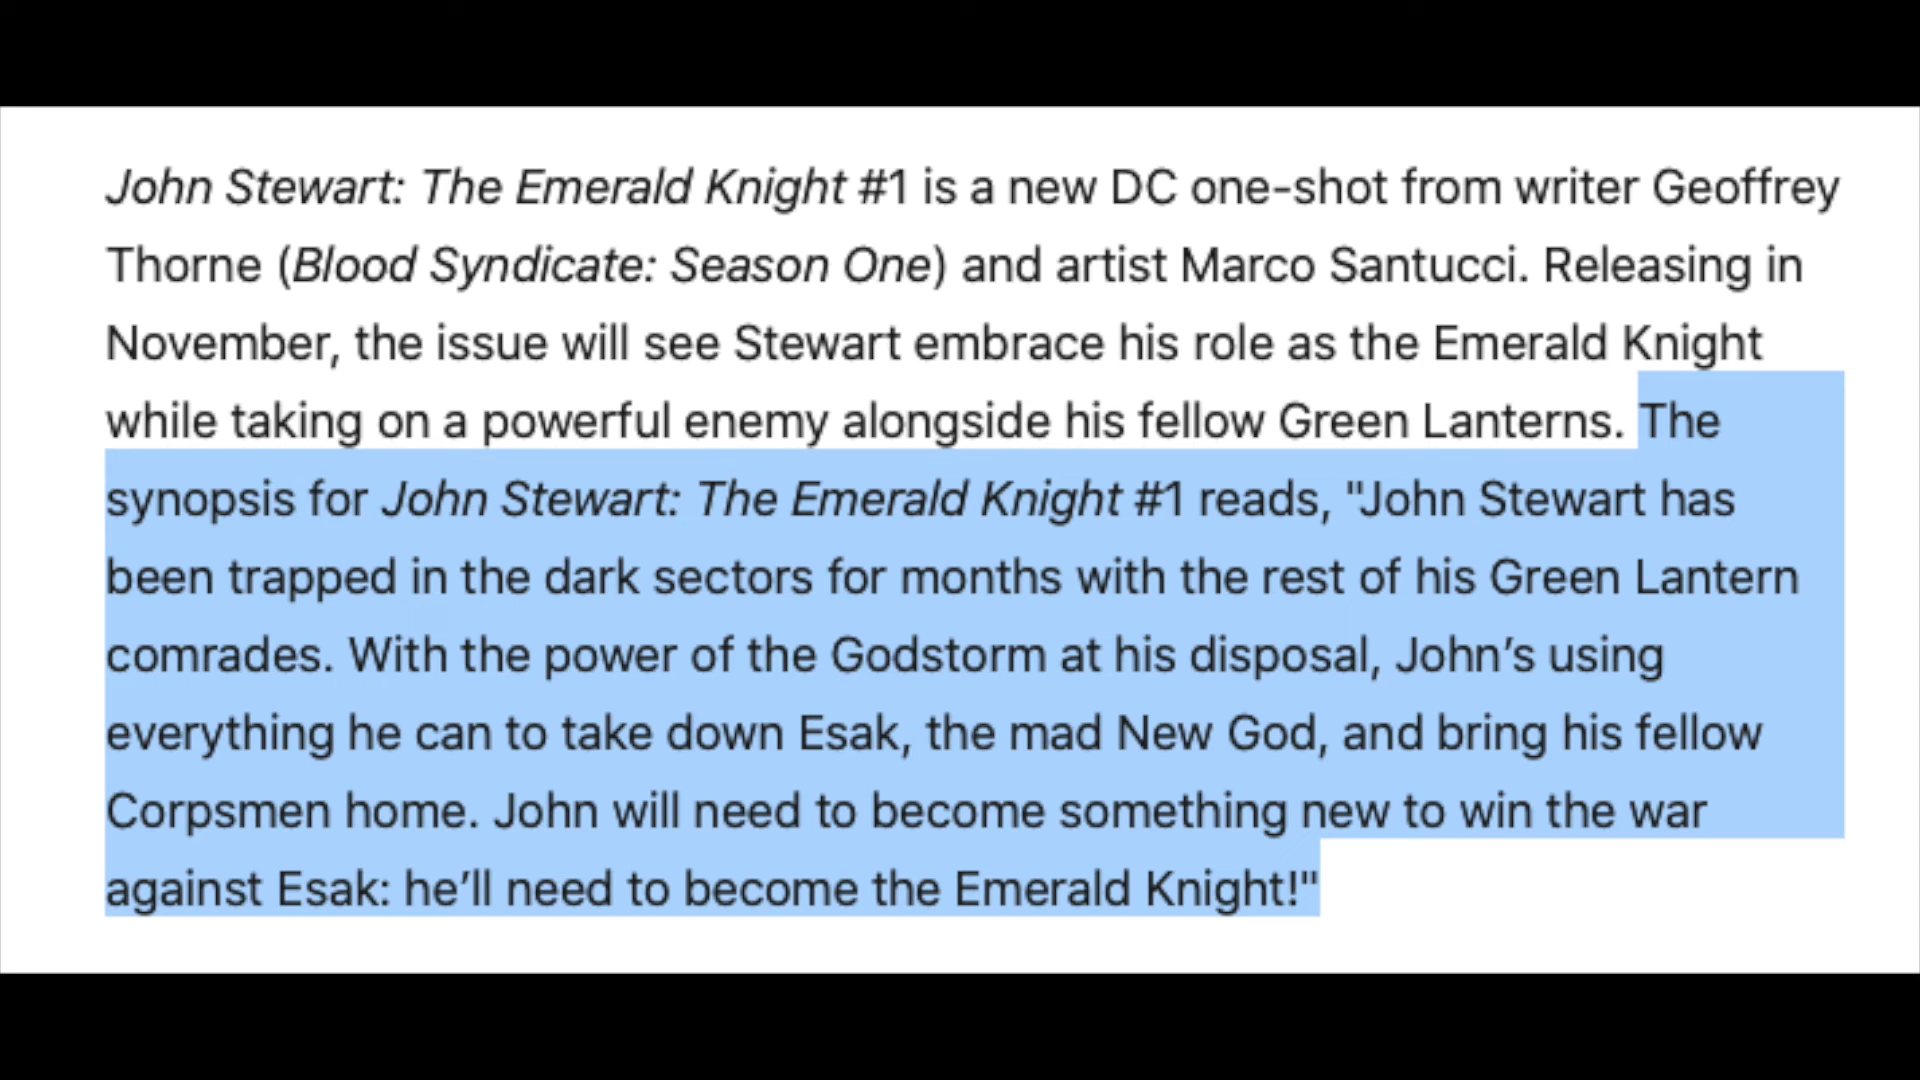 John Stewart: The Emerald Knight #1 is a new DC one-shot from writer Geoffrey
Thorne (Blood Syndicate: Season One) and artist Marco Santucci. Releasing in
November, the issue will see Stewart embrace his role as the Emerald Knight
while taking on a powerful enemy alongside his fellow Green Lanterns. The
synopsis for John Stewart: The Emerald Knight #1 reads, "John Stewart has
been trapped in the dark sectors for months with the rest of his Green Lantern
comrades. With the power of the Godstorm at his disposal, John’s using
everything he can to take down Esak, the mad New God, and bring his fellow
Corpsmen home. John will need to become something new to win the war
against Esak: he’ll need to become the Emerald Knight!"